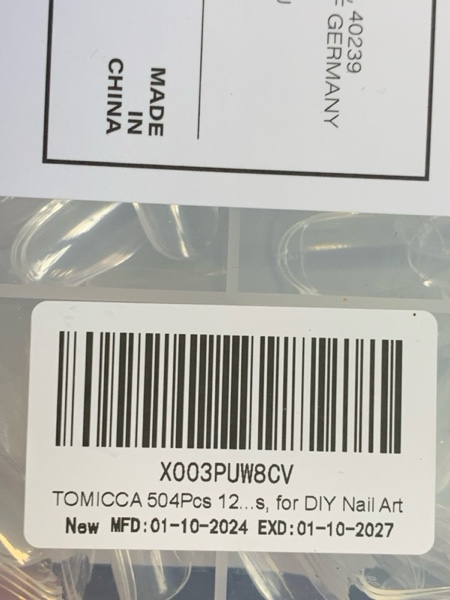 40239
GERMANY
MADE
IN
CHINA
X003PUW8CV
TOMICCA 504Pcs 12...s, for DIY Nail Art
New MFD:01-10-2024 EXD:01-10-2027